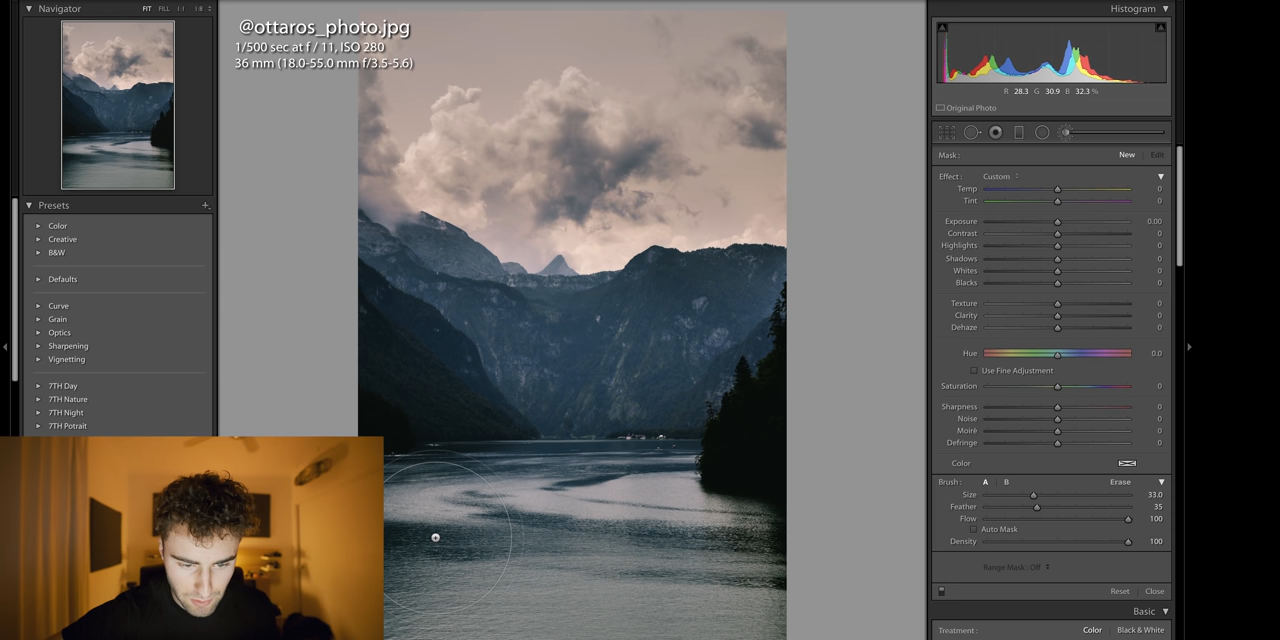 Navigator
FIT FILL 1:1 1:8
Presets
Color
Creative
B&W
Defaults
Curve
Grain
Optics
Sharpening
Vignetting
7TH Day
7TH Nature
7TH Night
7TH Potrait
@ottaros_photo.jpg
1/500 sec at f / 11, ISO 280
36 mm (18.0-55.0 mm f/3.5-5.6)
Histogram
R 28.3 G 30.9 B 32.3 %
Original Photo
Mask : New Edit
Effect : Custom
Temp 0
Tint 0
Exposure 0.00
Contrast 0
Highlights 0
Shadows 0
Whites 0
Blacks 0
Texture 0
Clarity 0
Dehaze 0
Hue 0.0
Use Fine Adjustment
Saturation 0
Sharpness 0
Noise 0
Moiré 0
Defringe 0
Color
Brush : A B Erase
Size 33.0
Feather 35
Flow 100
Auto Mask
Density 100
Range Mask : Off
Reset Close
Basic
Treatment : Color Black & White